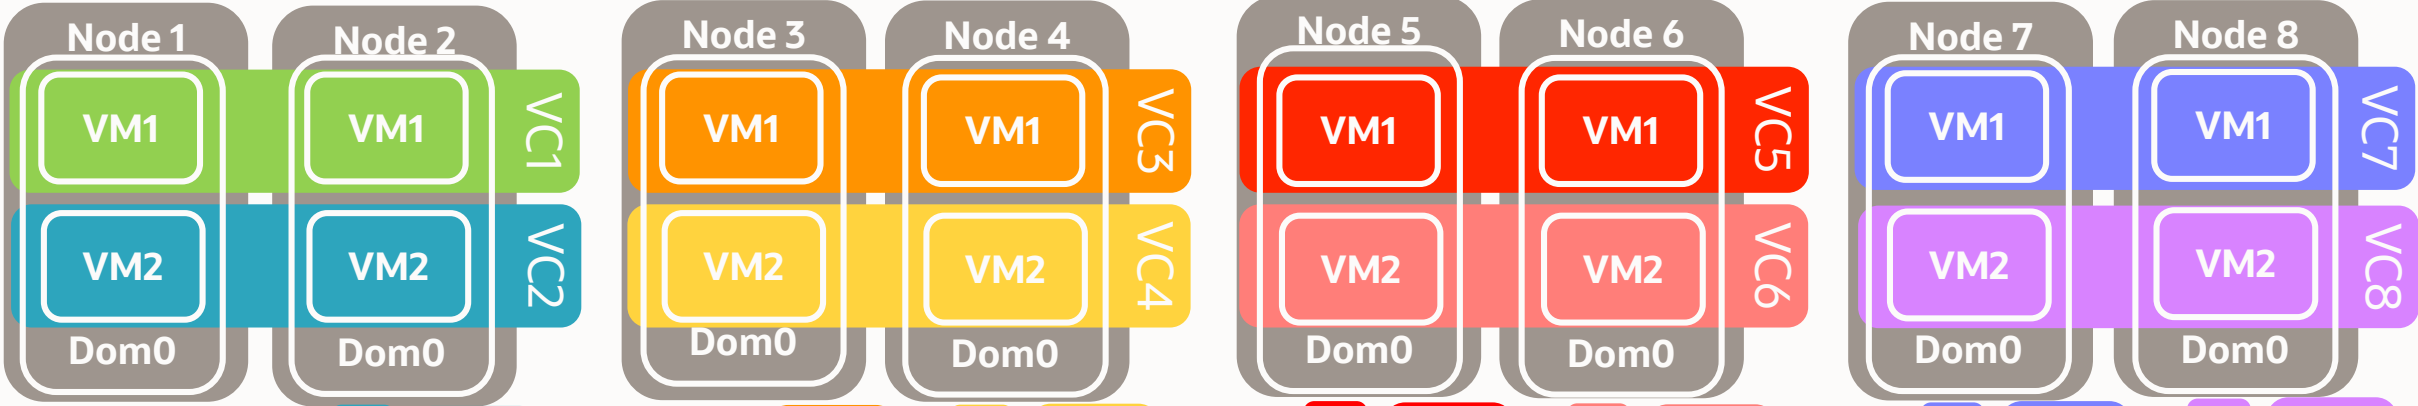 Node 1
Node 2
VM1
VM1
VC1
VM2
VM2
VC2
Dom0
Dom0
Node 3
Node 4
VM1
VM1
VC3
VM2
VM2
VC4
Dom0
Dom0
Node 5
Node 6
VM1
VM1
VC5
VM2
VM2
VC6
Dom0
Dom0
Node 7
Node 8
VM1
VM1
VC7
VM2
VM2
VC8
Dom0
Dom0